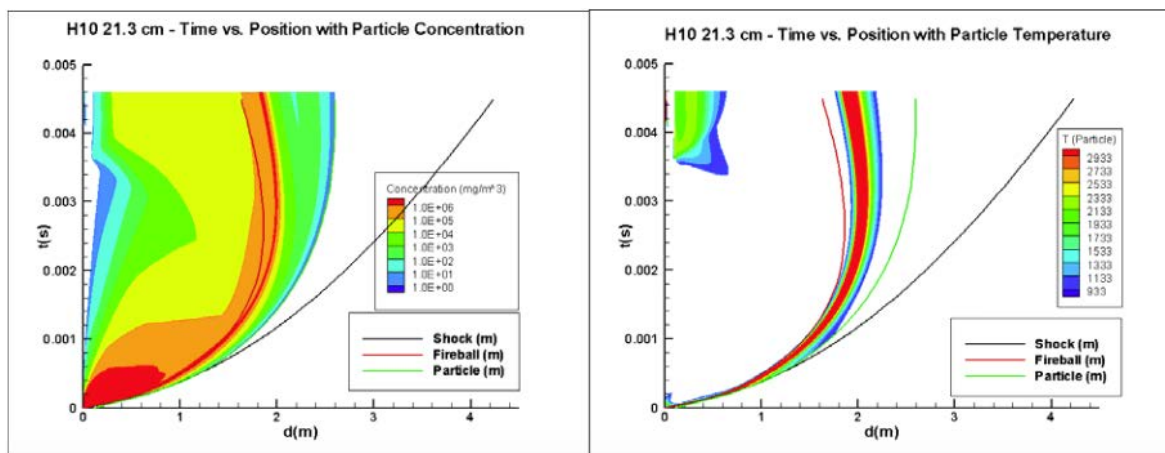 H10 21.3 cm - Time vs. Position with Particle Concentration
0.005
0.004
0.003
0.002
0.001
0
t(s)
Concentration (mg/m^3)
1.0E+06
1.0E+05
1.0E+04
1.0E+03
1.0E+02
1.0E+01
1.0E+00
Shock (m)
Fireball (m)
Particle (m)
0 1 2 3 4
d(m)
H10 21.3 cm - Time vs. Position with Particle Temperature
0.005
0.004
0.003
0.002
0.001
0
t(s)
T (Particle)
2933
2733
2533
2333
2133
1933
1733
1533
1333
1133
933
Shock (m)
Fireball (m)
Particle (m)
0 1 2 3 4
d(m)